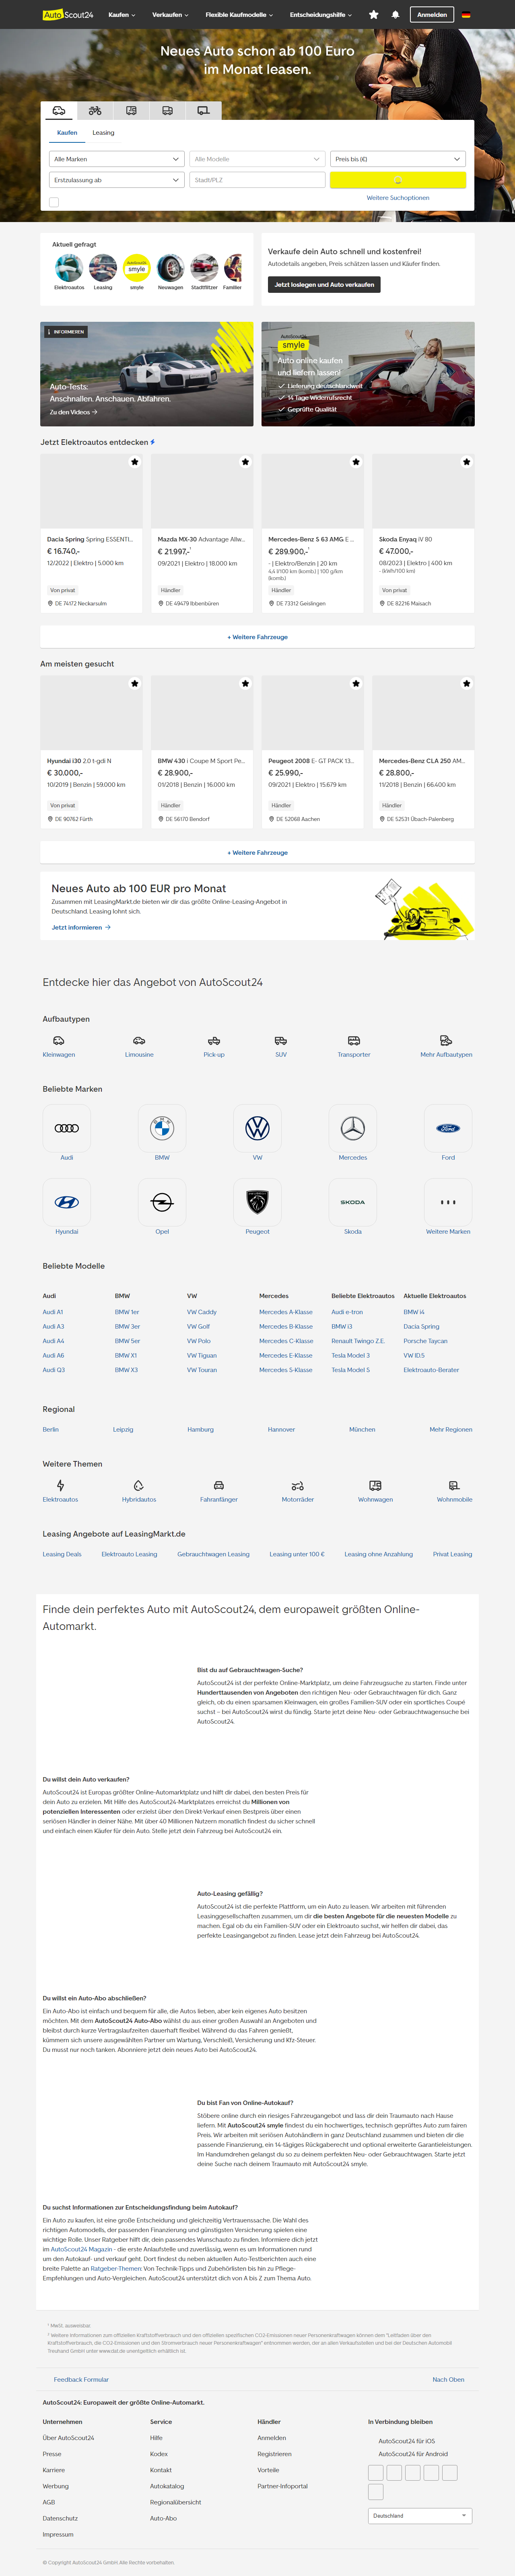 AutoScout24 Kaufen Verkaufen Flexible Kaufmodelle Entscheidungshilfe Anmelden
Neues Auto schon ab 100 Euro
im Monat leasen.
Kaufen Leasing
Alle Marken Alle Modelle Preis bis (€)
Erstzulassung ab Stadt/PLZ
Weitere Suchoptionen
Aktuell gefragt
Elektroautos Leasing smyle Neuwagen Stadtflitzer Familien
Verkaufe dein Auto schnell und kostenfrei!
Autodetails angeben, Preis schätzen lassen und Käufer finden.
Jetzt loslegen und Auto verkaufen
INFORMIEREN
Auto-Tests:
Anschnallen. Anschauen. Abfahren.
Zu den Videos
AutoScout24
smyle
Auto online kaufen
und liefern lassen!
Lieferung deutschlandweit
14 Tage Widerrufsrecht
Geprüfte Qualität
Jetzt Elektroautos entdecken
Dacia Spring Spring ESSENTI...
€ 16.740,-
12/2022 | Elektro | 5.000 km
Von privat
DE 74172 Neckarsulm
Mazda MX-30 Advantage Allw...
€ 21.997,-¹
09/2021 | Elektro | 18.000 km
Händler
DE 49479 Ibbenbüren
Mercedes-Benz S 63 AMG E ...
€ 289.900,-¹
- | Elektro/Benzin | 20 km
4,4 l/100 km (komb.) | 100 g/km
(komb.)
Händler
DE 73312 Geislingen
Skoda Enyaq iV 80
€ 47.000,-
08/2023 | Elektro | 400 km
- (kWh/100 km)
Von privat
DE 82216 Maisach
+ Weitere Fahrzeuge
Am meisten gesucht
Hyundai i30 2.0 t-gdi N
€ 30.000,-
10/2019 | Benzin | 59.000 km
Von privat
DE 90762 Fürth
BMW 430 i Coupe M Sport Pe...
€ 28.900,-
01/2018 | Benzin | 16.000 km
Händler
DE 56170 Bendorf
Peugeot 2008 E- GT PACK 13...
€ 25.990,-
09/2021 | Elektro | 15.679 km
Händler
DE 52068 Aachen
Mercedes-Benz CLA 250 AM...
€ 28.800,-
11/2018 | Benzin | 66.400 km
Händler
DE 52531 Übach-Palenberg
+ Weitere Fahrzeuge
Neues Auto ab 100 EUR pro Monat
Zusammen mit LeasingMarkt.de bieten wir dir das größte Online-Leasing-Angebot in
Deutschland. Leasing lohnt sich.
Jetzt informieren
Entdecke hier das Angebot von AutoScout24
Aufbautypen
Kleinwagen Limousine Pick-up SUV Transporter Mehr Aufbautypen
Beliebte Marken
Audi BMW VW Mercedes Ford
Hyundai Opel Peugeot Skoda Weitere Marken
Beliebte Modelle
Audi BMW VW Mercedes Beliebte Elektroautos Aktuelle Elektroautos
Audi A1 BMW 1er VW Caddy Mercedes A-Klasse Audi e-tron BMW i4
Audi A3 BMW 3er VW Golf Mercedes B-Klasse BMW i3 Dacia Spring
Audi A4 BMW 5er VW Polo Mercedes C-Klasse Renault Twingo Z.E. Porsche Taycan
Audi A6 BMW X1 VW Tiguan Mercedes E-Klasse Tesla Model 3 VW ID.5
Audi Q3 BMW X3 VW Touran Mercedes S-Klasse Tesla Model S Elektroauto-Berater
Regional
Berlin Leipzig Hamburg Hannover München Mehr Regionen
Weitere Themen
Elektroautos Hybridautos Fahranfänger Motorräder Wohnwagen Wohnmobile
Leasing Angebote auf LeasingMarkt.de
Leasing Deals Elektroauto Leasing Gebrauchtwagen Leasing Leasing unter 100 € Leasing ohne Anzahlung Privat Leasing
Finde dein perfektes Auto mit AutoScout24, dem europaweit größten Online-
Automarkt.
Bist du auf Gebrauchtwagen-Suche?
AutoScout24 ist der perfekte Online-Marktplatz, um deine Fahrzeugsuche zu starten. Finde unter
Hunderttausenden von Angeboten den richtigen Neu- oder Gebrauchtwagen für dich. Ganz
gleich, ob du einen sparsamen Kleinwagen, ein großes Familien-SUV oder ein sportliches Coupé
suchst – bei AutoScout24 wirst du fündig. Starte jetzt deine Neu- oder Gebrauchtwagensuche bei
AutoScout24.
Du willst dein Auto verkaufen?
AutoScout24 ist Europas größter Online-Automarktplatz und hilft dir dabei, den besten Preis für
dein Auto zu erzielen. Mit Hilfe des AutoScout24-Marktplatzes erreichst du Millionen von
potenziellen Interessenten oder erzielst über den Direkt-Verkauf einen Bestpreis über einen
seriösen Händler in deiner Nähe. Mit über 40 Millionen Nutzern monatlich findest du sicher schnell
und einfach einen Käufer für dein Auto. Stelle jetzt dein Fahrzeug bei AutoScout24 ein.
Auto-Leasing gefällig?
AutoScout24 ist die perfekte Plattform, um ein Auto zu leasen. Wir arbeiten mit führenden
Leasinggesellschaften zusammen, um dir die besten Angebote für die neuesten Modelle zu
machen. Egal ob du ein Familien-SUV oder ein Elektroauto suchst, wir helfen dir dabei, das
perfekte Leasingangebot zu finden. Lease jetzt dein Fahrzeug bei AutoScout24.
Du willst ein Auto-Abo abschließen?
Ein Auto-Abo ist einfach und bequem für alle, die Autos lieben, aber kein eigenes Auto besitzen
möchten. Mit dem AutoScout24 Auto-Abo wählst du aus einer großen Auswahl an Angeboten und
bleibst durch kurze Vertragslaufzeiten dauerhaft flexibel. Während du das Fahren genießt,
kümmern sich unsere ausgewählten Partner um Wartung, Verschleiß, Versicherung und Kfz-Steuer.
Du musst nur noch tanken. Abonniere jetzt dein neues Auto bei AutoScout24.
Du bist Fan von Online-Autokauf?
Stöbere online durch ein riesiges Fahrzeugangebot und lass dir dein Traumauto nach Hause
liefern. Mit AutoScout24 smyle findest du ein hochwertiges, technisch geprüftes Auto zum fairen
Preis. Wir arbeiten mit seriösen Autohändlern in ganz Deutschland zusammen und bieten dir die
passende Finanzierung, ein 14-tägiges Rückgaberecht und optional erweiterte Garantieleistungen.
Im Handumdrehen gelangst du so zu deinem perfekten Neu- oder Gebrauchtwagen. Starte jetzt
deine Suche nach deinem Traumauto mit AutoScout24 smyle.
Du suchst Informationen zur Entscheidungsfindung beim Autokauf?
Ein Auto zu kaufen, ist eine große Entscheidung und gleichzeitig Vertrauenssache. Die Wahl des
richtigen Automodells, der passenden Finanzierung und günstigsten Versicherung spielen eine
wichtige Rolle. Unser Ratgeber hilft dir, dein passendes Wunschauto zu finden. Informiere dich jetzt
im AutoScout24 Magazin - die erste Anlaufstelle und zuverlässig, wenn es um Informationen rund
um den Autokauf- und verkauf geht. Dort findest du neben aktuellen Auto-Testberichten auch eine
breite Palette an Ratgeber-Themen: Von Technik-Tipps und Zubehörlisten bis hin zu Pflege-
Empfehlungen und Auto-Vergleichen. AutoScout24 unterstützt dich von A bis Z zum Thema Auto.
¹ MwSt. ausweisbar.
² Weitere Informationen zum offiziellen Kraftstoffverbrauch und den offiziellen spezifischen CO2-Emissionen neuer Personenkraftwagen können dem "Leitfaden über den
Kraftstoffverbrauch, die CO2-Emissionen und den Stromverbrauch neuer Personenkraftwagen" entnommen werden, der an allen Verkaufsstellen und bei der Deutschen Automobil
Treuhand GmbH unter www.dat.de unentgeltlich erhältlich ist.
Feedback Formular Nach Oben
AutoScout24: Europaweit der größte Online-Automarkt.
Unternehmen Service Händler In Verbindung bleiben
Über AutoScout24 Hilfe Anmelden AutoScout24 für iOS
Presse Kodex Registrieren AutoScout24 für Android
Karriere Kontakt Vorteile
Werbung Autokatalog Partner-Infoportal
AGB Regionalübersicht
Datenschutz Auto-Abo
Impressum
Deutschland
© Copyright AutoScout24 GmbH. Alle Rechte vorbehalten.